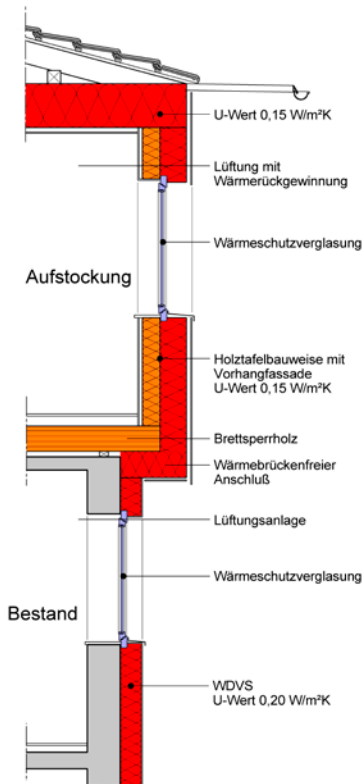 U-Wert 0,15 W/m²K
Lüftung mit
Wärmerückgewinnung
Wärmeschutzverglasung
Aufstockung
Holztafelbauweise mit
Vorhangfassade
U-Wert 0,15 W/m²K
Brettsperrholz
Wärmebrückenfreier
Anschluß
Lüftungsanlage
Wärmeschutzverglasung
Bestand
WDVS
U-Wert 0,20 W/m²K